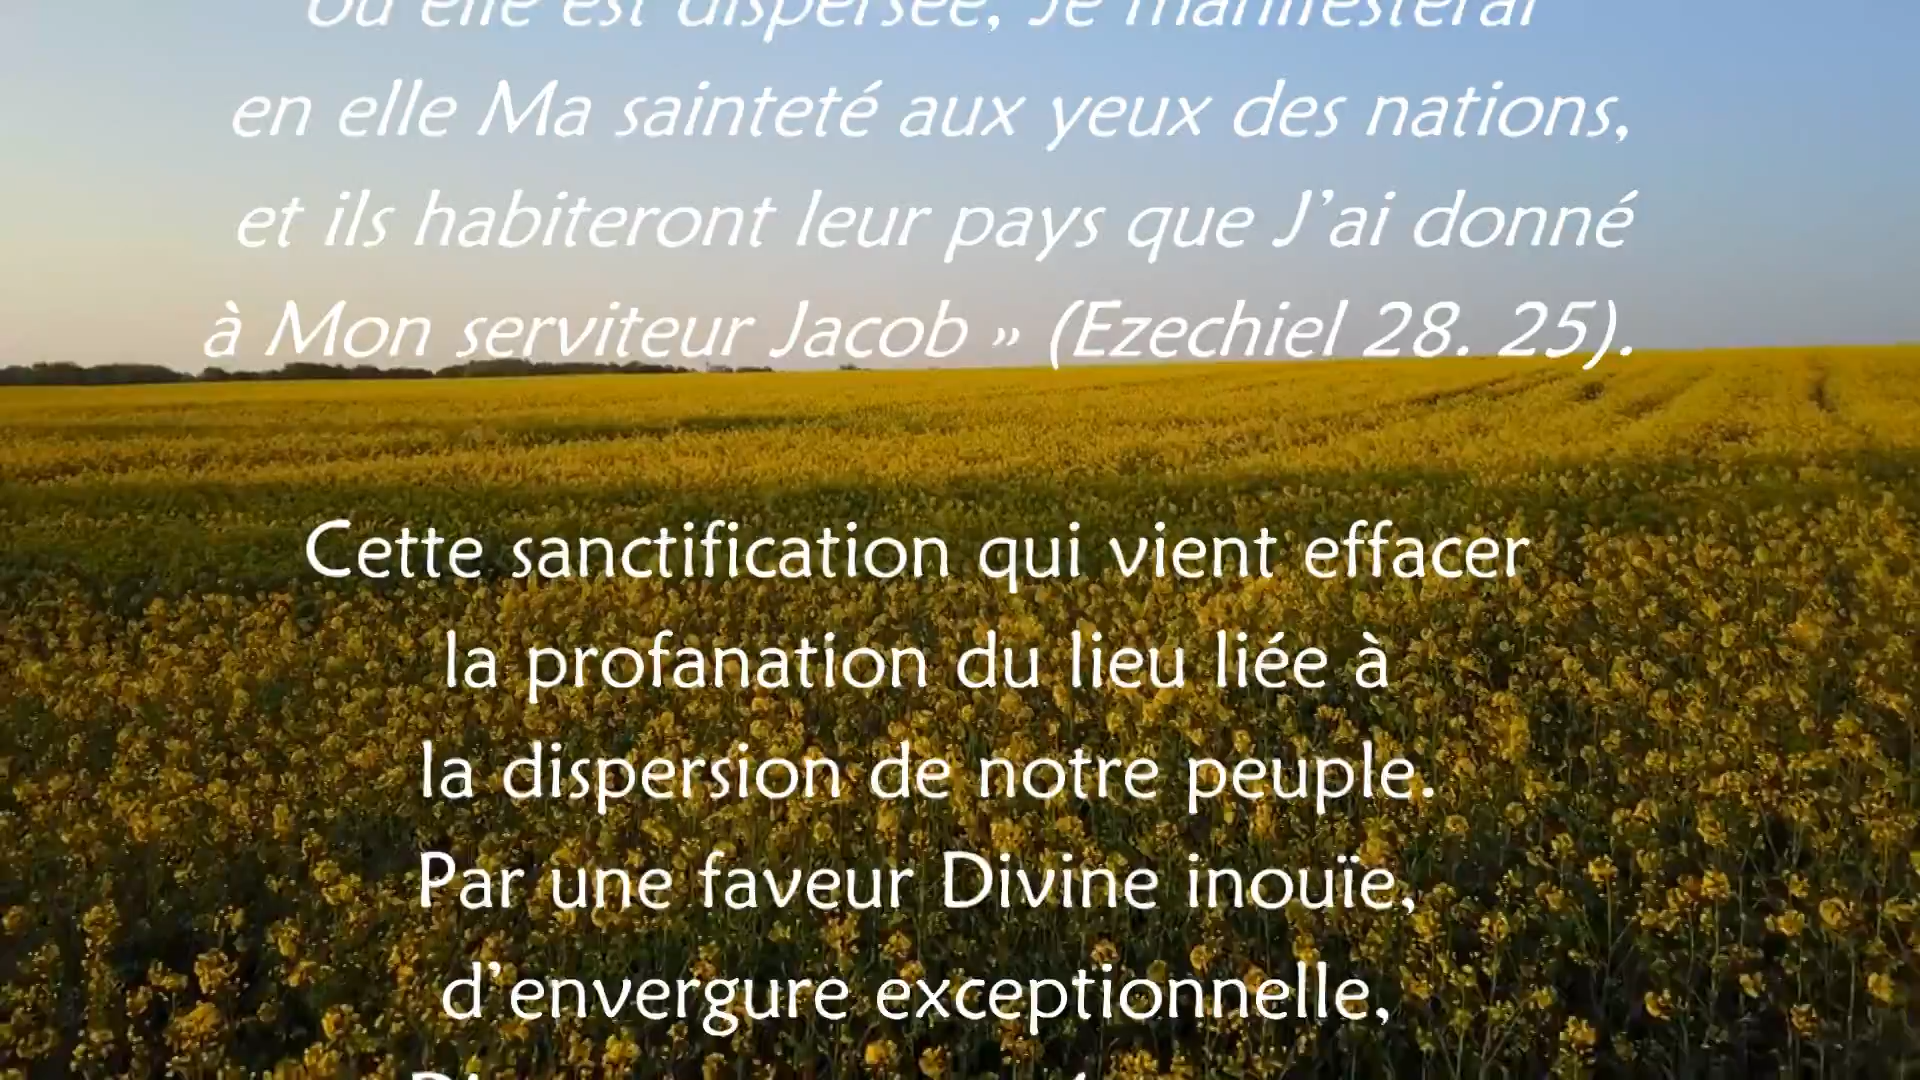 où elle est dispersée, Je manifesterai
en elle Ma sainteté aux yeux des nations,
et ils habiteront leur pays que J’ai donné
à Mon serviteur Jacob » (Ezechiel 28. 25).
Cette sanctification qui vient effacer
la profanation du lieu liée à
la dispersion de notre peuple.
Par une faveur Divine inouïe,
d’envergure exceptionnelle,